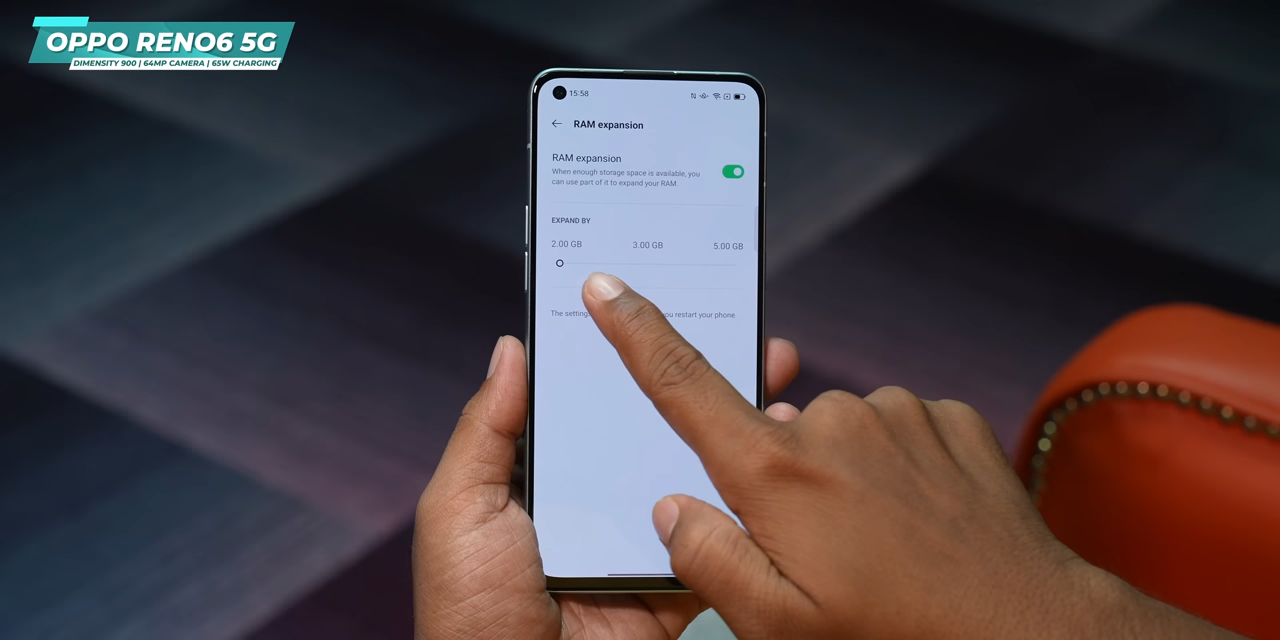 OPPO RENO6 5G
DIMENSITY 900 | 64MP CAMERA | 65W CHARGING
15:58
RAM expansion
RAM expansion
When enough storage space is available, you
can use part of it to expand your RAM
EXPAND BY
2.00 GB 3.00 GB 5.00 GB
The setting you restart your phone